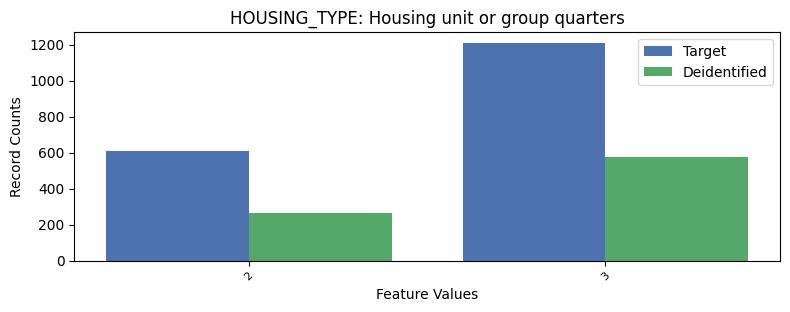 HOUSING_TYPE: Housing unit or group quarters
Target
Deidentified
Record Counts
1200
1000
800
600
400
200
0
2
3
Feature Values